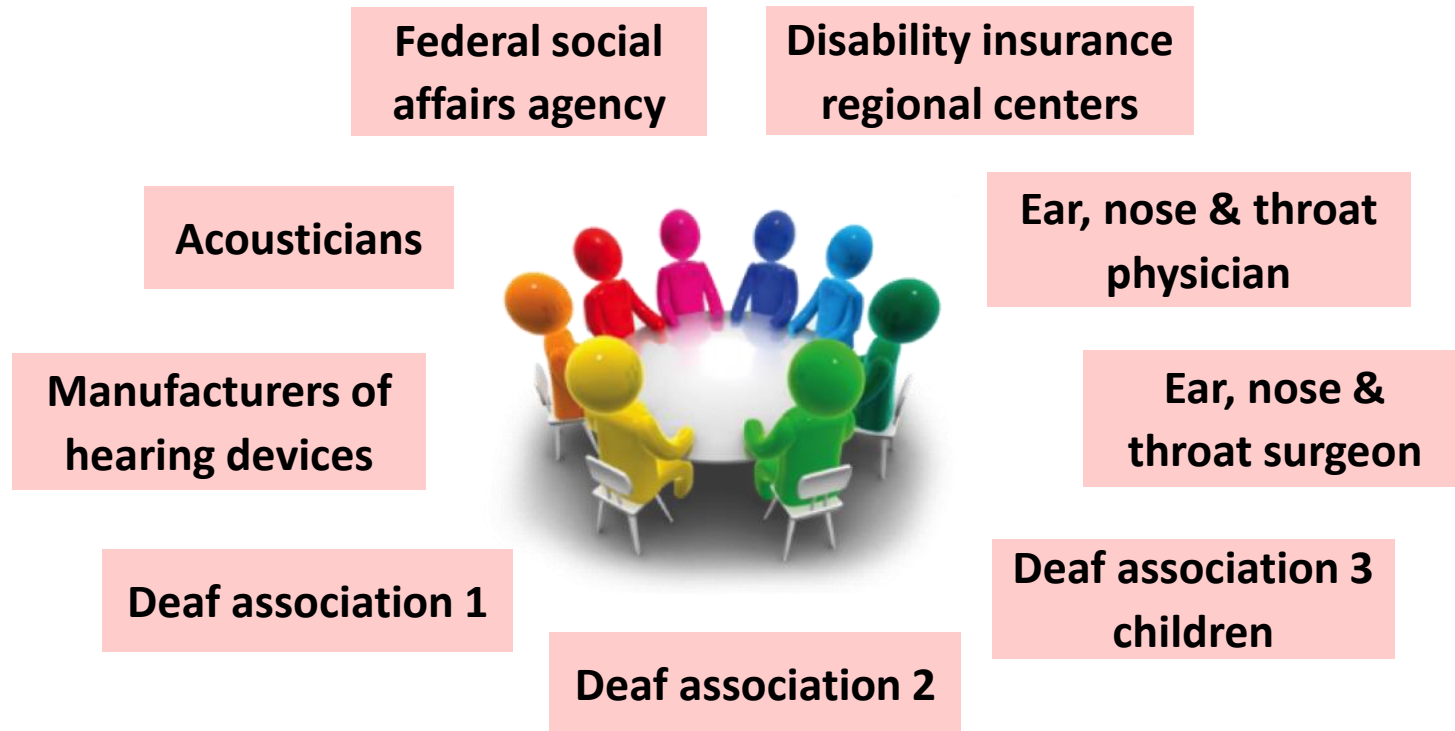 Federal social
affairs agency
Disability insurance
regional centers
Acousticians
Ear, nose & throat
physician
Manufacturers of
hearing devices
Ear, nose &
throat surgeon
Deaf association 1
Deaf association 3
children
Deaf association 2